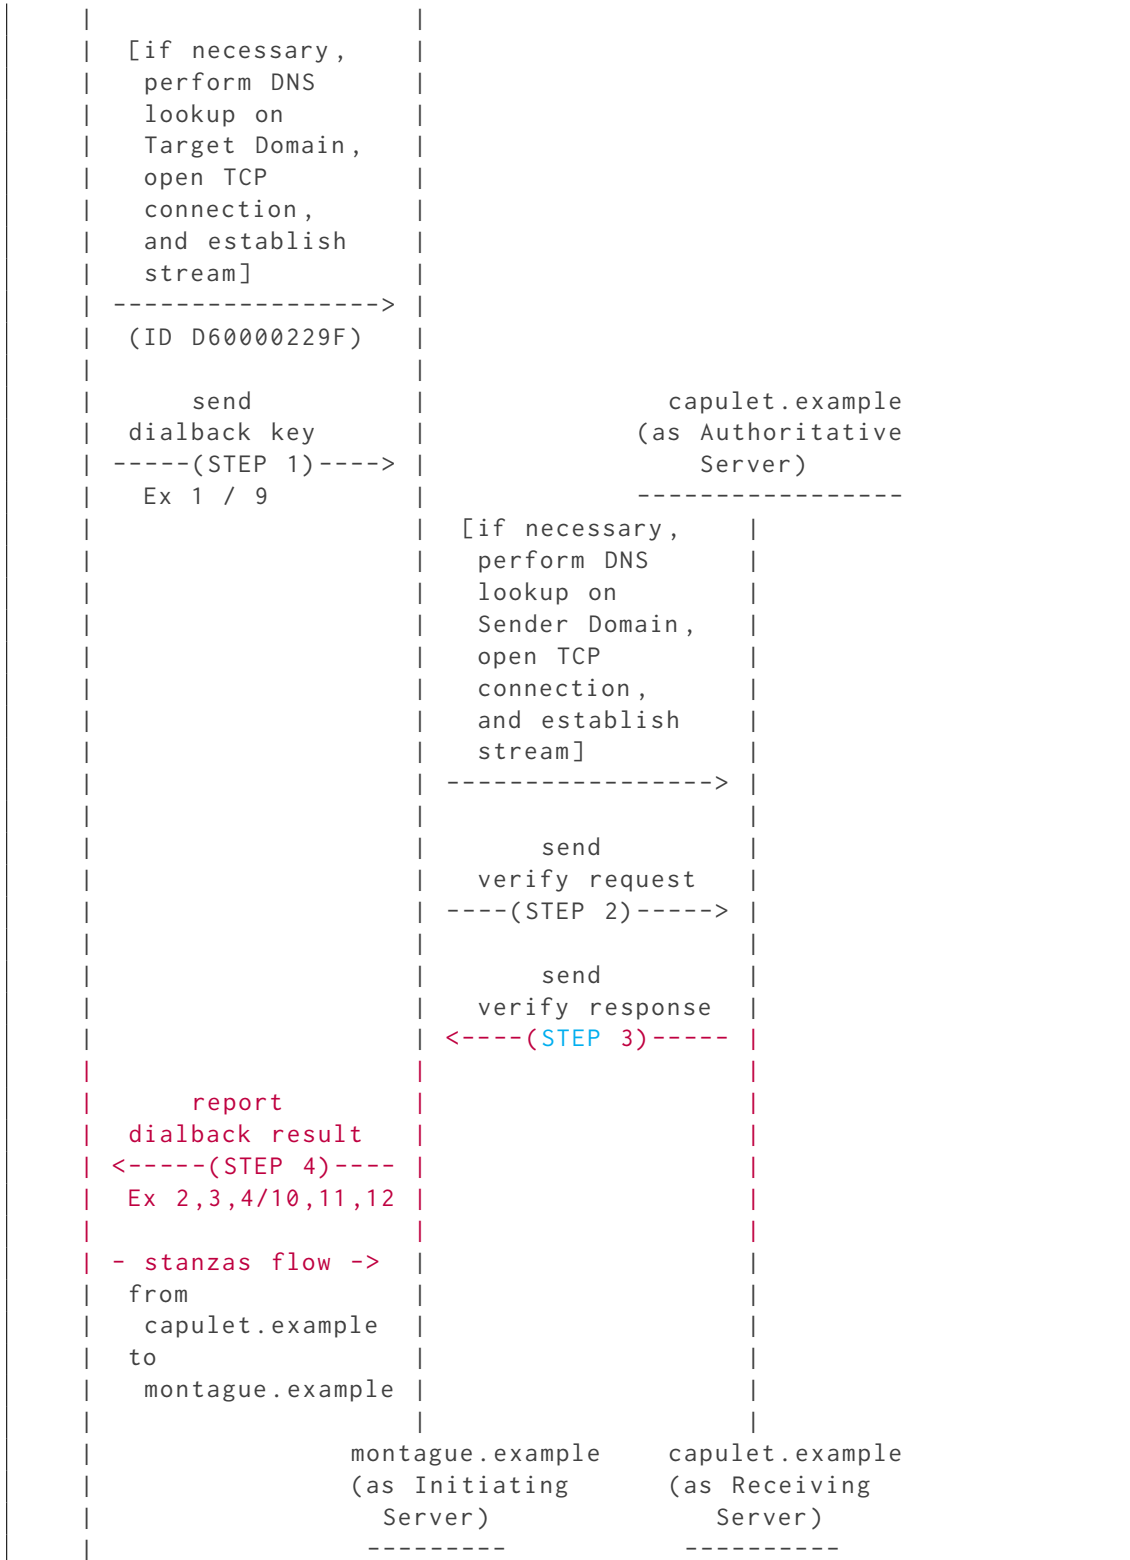 |                    |
|  [if necessary,    |
|   perform DNS      |
|   lookup on        |
|   Target Domain,   |
|   open TCP         |
|   connection,      |
|   and establish    |
|   stream]          |
| -----------------> |
|  (ID D60000229F)   |
|                    |
|      send          |               capulet.example
|  dialback key      |             (as Authoritative
| -----(STEP 1)----> |                 Server)
|   Ex 1 / 9         |             -----------------
|                    |  [if necessary,    |
|                    |   perform DNS      |
|                    |   lookup on        |
|                    |   Sender Domain,   |
|                    |   open TCP         |
|                    |   connection,      |
|                    |   and establish    |
|                    |   stream]          |
|                    | -----------------> |
|                    |                    |
|                    |       send         |
|                    |   verify request   |
|                    | ----(STEP 2)-----> |
|                    |                    |
|                    |       send         |
|                    |   verify response  |
|                    | <----(STEP 3)----- |
|                    |                    |
|      report        |                    |
|  dialback result   |                    |
| <-----(STEP 4)---- |                    |
|  Ex 2,3,4/10,11,12 |                    |
|                    |                    |
| - stanzas flow ->  |                    |
|  from              |                    |
|   capulet.example  |                    |
|  to                |                    |
|   montague.example |                    |
|                    |                    |
|                montague.example    capulet.example
|                (as Initiating      (as Receiving
|                  Server)              Server)
|                 ---------           ----------